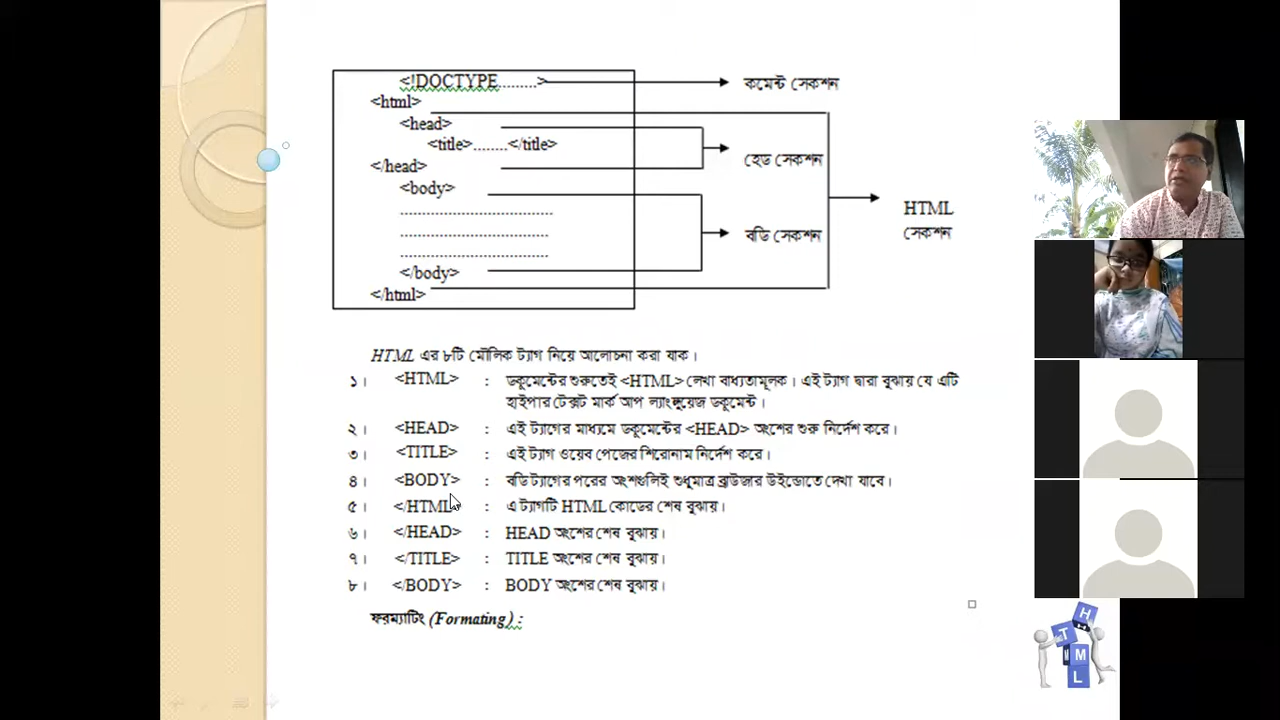 <!DOCTYPE.........>
কমেন্ট সেকশন
<html>
<head>
<title>........</title>
হেড সেকশন
</head>
<body>
..........................................
..........................................
..........................................
বডি সেকশন
HTML
সেকশন
</body>
</html>
HTML এর ৮টি মৌলিক ট্যাগ নিয়ে আলোচনা করা যাক।
১। <HTML> : ডকুমেন্টের শুরুতেই <HTML> লেখা বাধ্যতামূলক। এই ট্যাগ দ্বারা বুঝায় যে এটি
হাইপার টেক্সট মার্ক আপ ল্যাংগুয়েজ ডকুমেন্ট।
২। <HEAD> : এই ট্যাগের মাধ্যমে ডকুমেন্টের <HEAD> অংশের শুরু নির্দেশ করে।
৩। <TITLE> : এই ট্যাগ ওয়েব পেজের শিরোনাম নির্দেশ করে।
৪। <BODY> : বডি ট্যাগের পরের অংশগুলিই শুধুমাত্র ব্রাউজার উইন্ডোতে দেখা যাবে।
৫। </HTML> : এ ট্যাগটি HTML কোডের শেষ বুঝায়।
৬। </HEAD> : HEAD অংশের শেষ বুঝায়।
৭। </TITLE> : TITLE অংশের শেষ বুঝায়।
৮। </BODY> : BODY অংশের শেষ বুঝায়।
ফরম্যাটিং (Formating) :
H
T
M
L